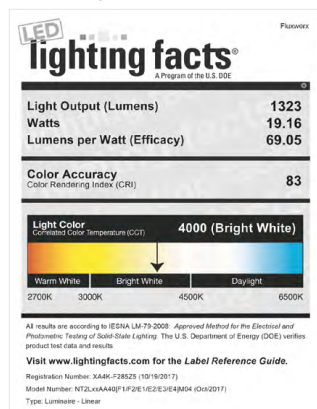 Fluxworx
LED
lighting facts®
A Program of the U.S. DOE
Light Output (Lumens) 1323
Watts 19.16
Lumens per Watt (Efficacy) 69.05
Color Accuracy
Color Rendering Index (CRI) 83
Light Color
Correlated Color Temperature (CCT) 4000 (Bright White)
Warm White Bright White Daylight
2700K 3000K 4500K 6500K
All results are according to IESNA LM-79-2008: Approved Method for the Electrical and
Photometric Testing of Solid-State Lighting. The U.S. Department of Energy (DOE) verifies
product test data and results
Visit www.lightingfacts.com for the Label Reference Guide.
Registration Number: XA4K-F285Z5 (10/19/2017)
Model Number: NT2LxxAA40[F1/F2/E1/E2/E3/E4]M04 (Oct/2017)
Type: Luminaire - Linear